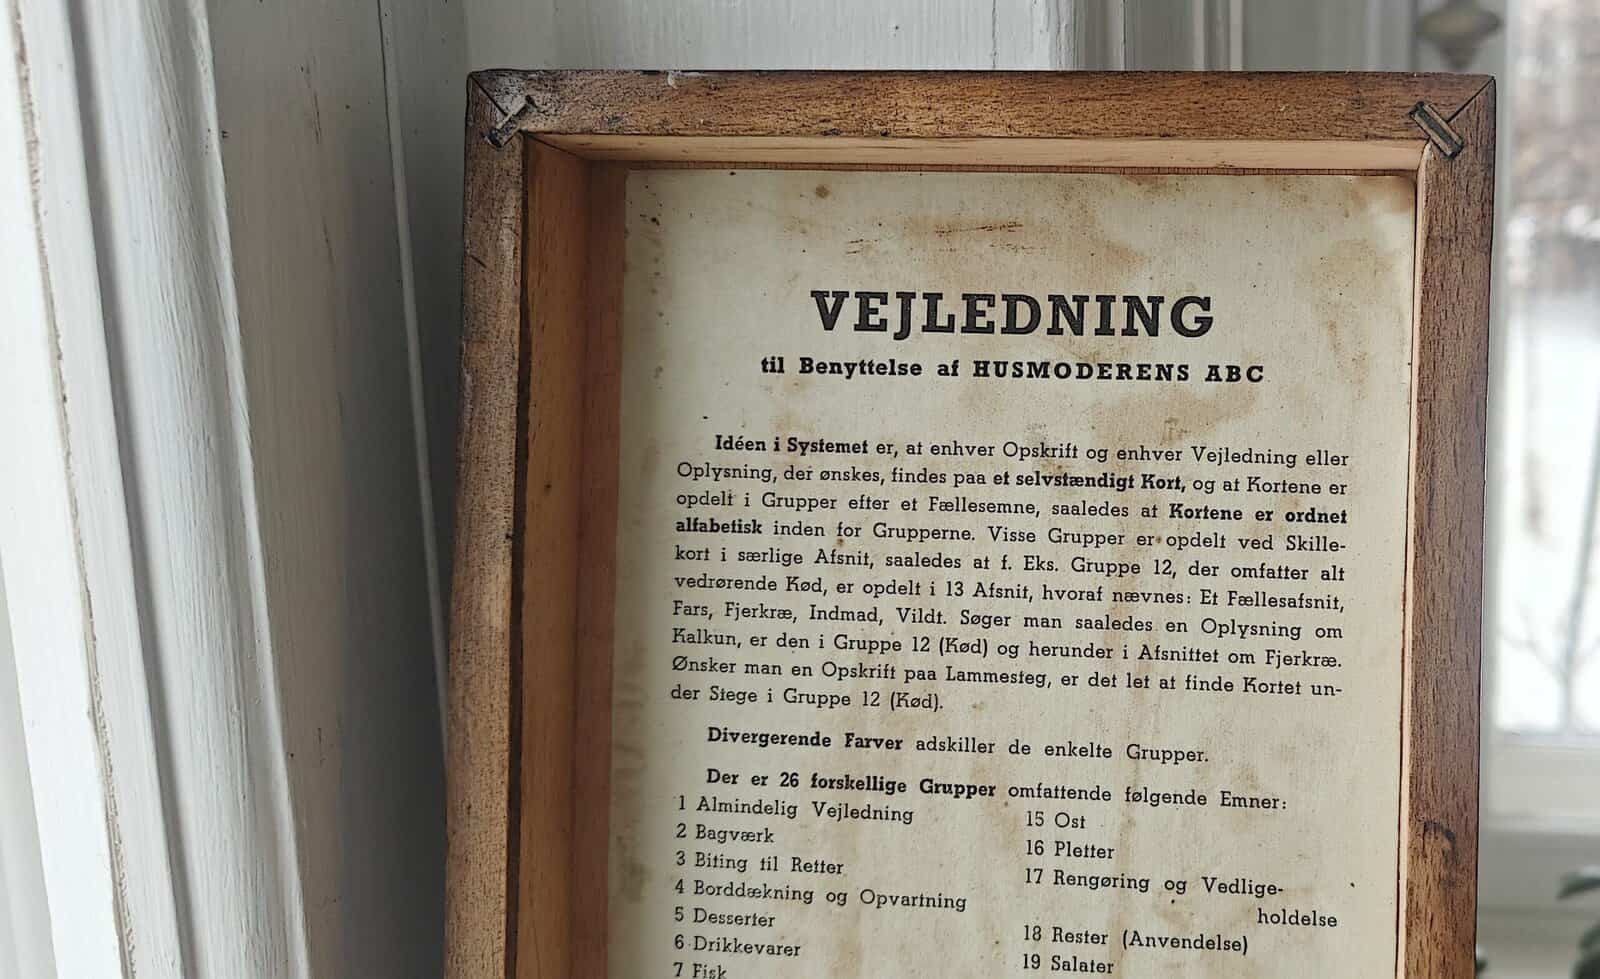 VEJLEDNING
til Benyttelse af HUSMODERENS ABC
Idéen i Systemet er, at enhver Opskrift og enhver Vejledning eller
Oplysning, der ønskes, findes paa et selvstændigt Kort, og at Kortene er
opdelt i Grupper efter et Fællesemne, saaledes at Kortene er ordnet
alfabetisk inden for Grupperne. Visse Grupper er opdelt ved Skille-
kort i særlige Afsnit, saaledes at f. Eks. Gruppe 12, der omfatter alt
vedrørende Kød, er opdelt i 13 Afsnit, hvoraf nævnes: Et Fællesafsnit,
Fars, Fjerkræ, Indmad, Vildt. Søger man saaledes en Oplysning om
Kalkun, er den i Gruppe 12 (Kød) og herunder i Afsnittet om Fjerkræ.
Ønsker man en Opskrift paa Lammesteg, er det let at finde Kortet un-
der Stege i Gruppe 12 (Kød).
Divergerende Farver adskiller de enkelte Grupper.
Der er 26 forskellige Grupper omfattende følgende Emner:
1 Almindelig Vejledning
2 Bagværk
3 Biting til Retter
4 Borddækning og Opvartning
5 Desserter
6 Drikkevarer
7 Fisk
15 Ost
16 Pletter
17 Rengøring og Vedlige-
holdelse
18 Rester (Anvendelse)
19 Salater